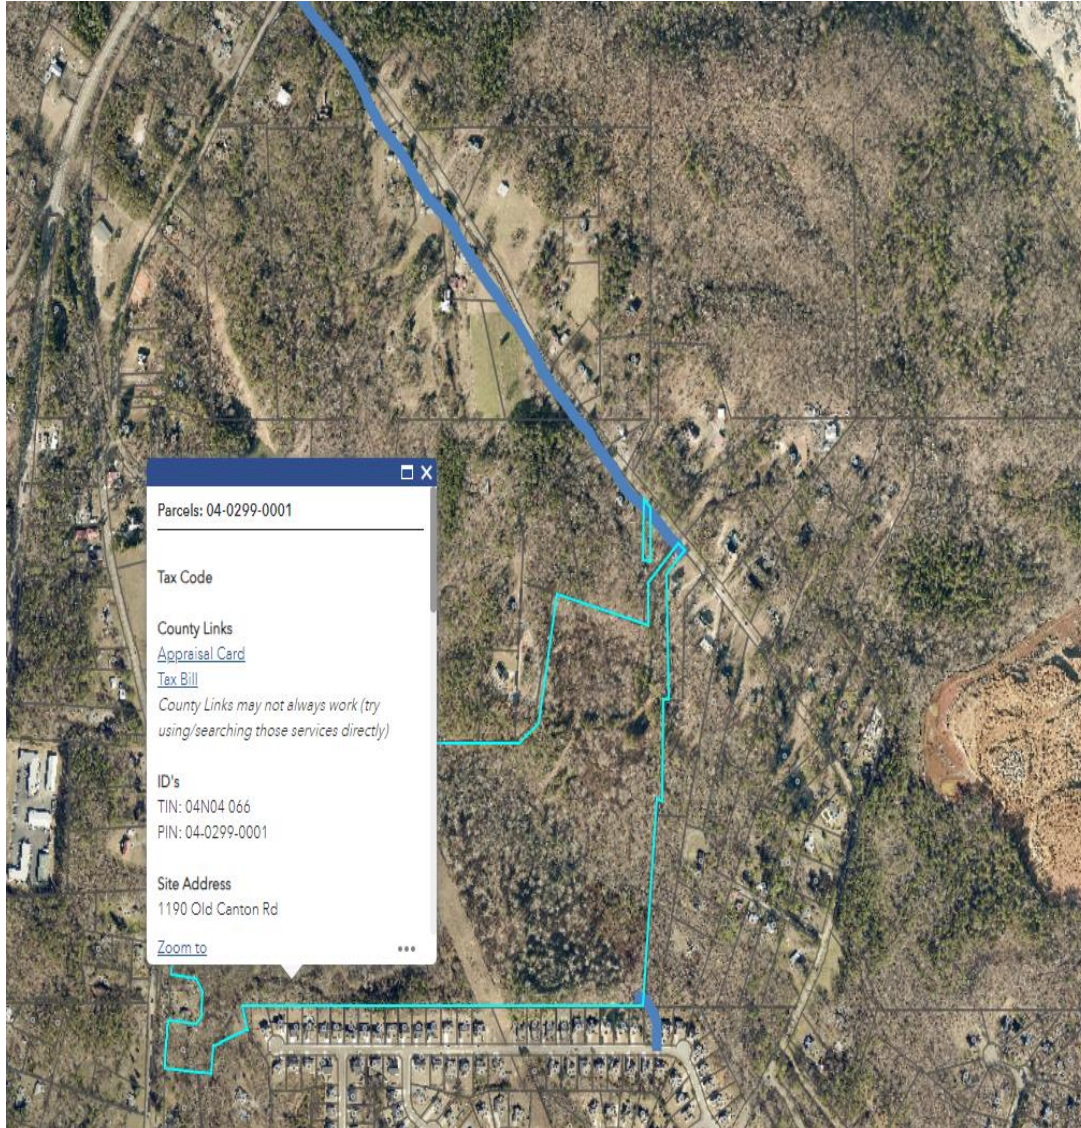 Parcels: 04-0299-0001
Tax Code
County Links
Appraisal Card
Tax Bill
County Links may not always work (try
using/searching those services directly)
ID's
TIN: 04N04 066
PIN: 04-0299-0001
Site Address
1190 Old Canton Rd
Zoom to